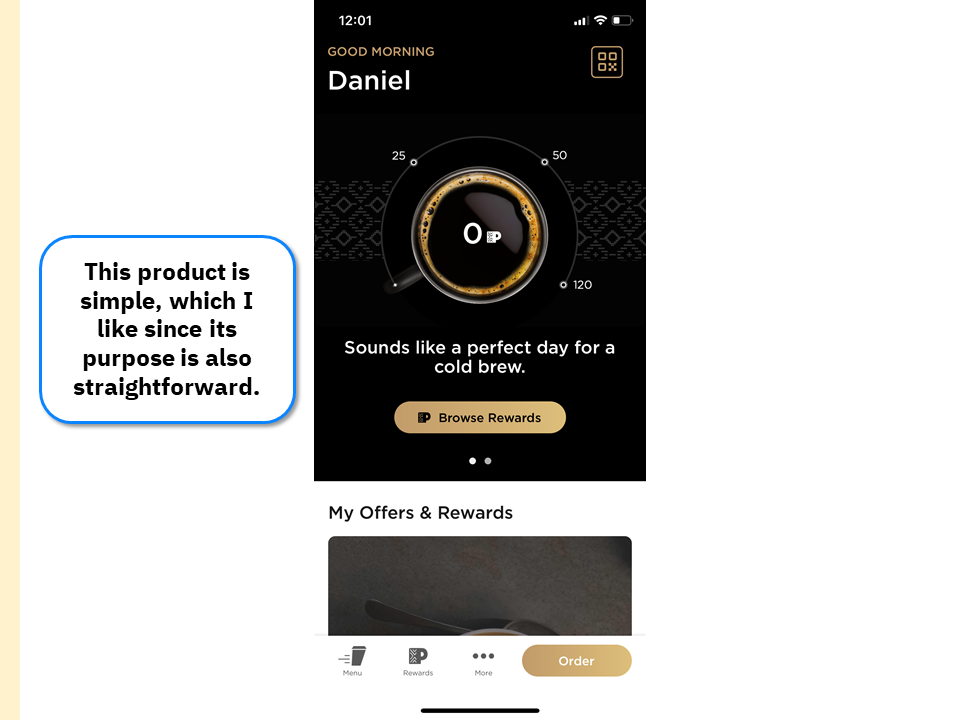 12:01
GOOD MORNING
Daniel
25
50
0
120
This product is
simple, which I
like since its
purpose is also
straightforward.
Sounds like a perfect day for a
cold brew.
Browse Rewards
My Offers & Rewards
Menu
Rewards
More
Order